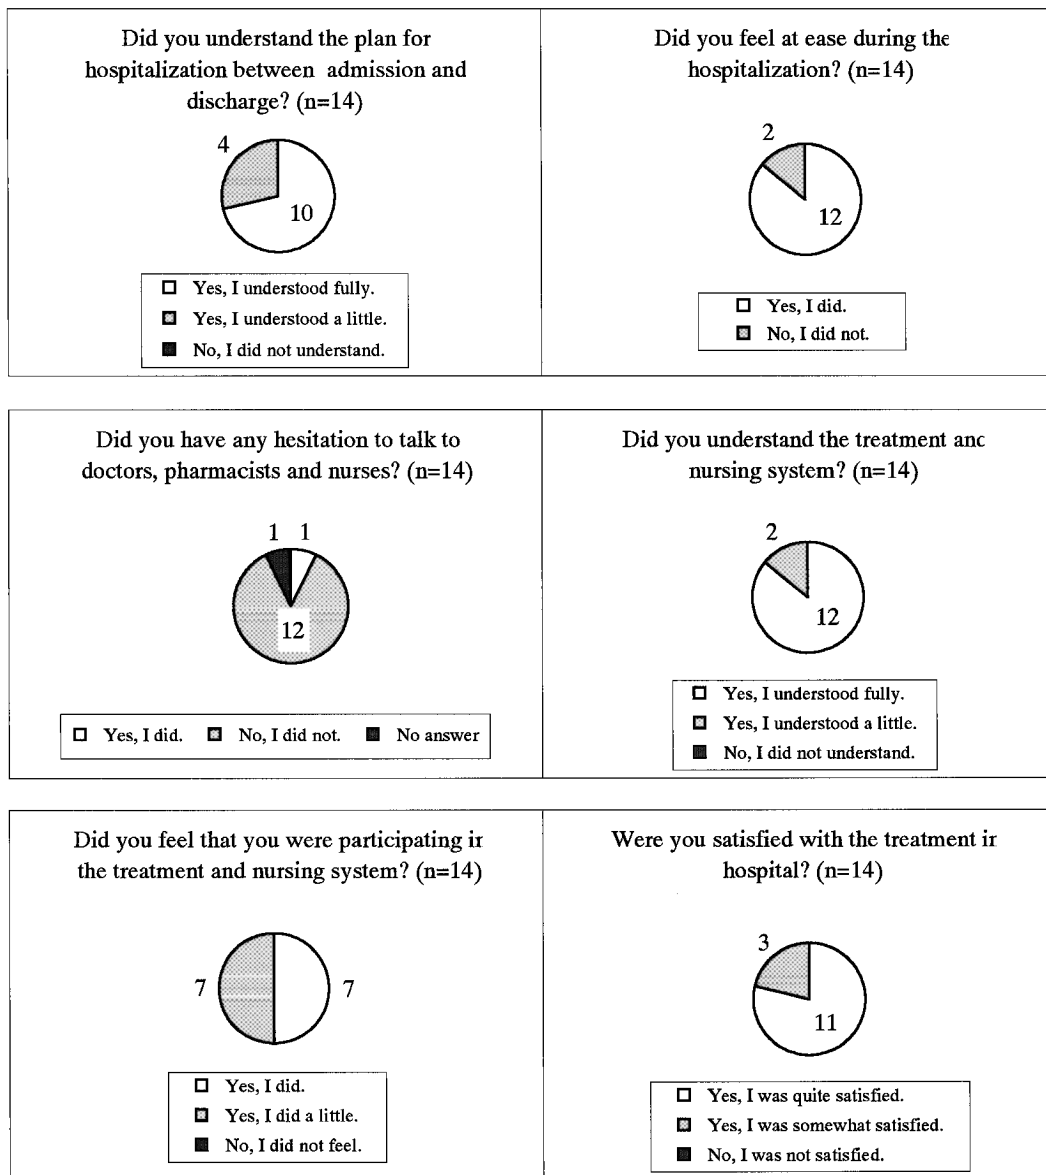 Did you understand the plan for
hospitalization between admission and
discharge? (n=14)
4
10
Yes, I understood fully.
Yes, I understood a little.
No, I did not understand.
Did you feel at ease during the
hospitalization? (n=14)
2
12
Yes, I did.
No, I did not.
Did you have any hesitation to talk to
doctors, pharmacists and nurses? (n=14)
1 1
12
Yes, I did. No, I did not. No answer
Did you understand the treatment and
nursing system? (n=14)
2
12
Yes, I understood fully.
Yes, I understood a little.
No, I did not understand.
Did you feel that you were participating in
the treatment and nursing system? (n=14)
7 7
Yes, I did.
Yes, I did a little.
No, I did not feel.
Were you satisfied with the treatment in
hospital? (n=14)
3
11
Yes, I was quite satisfied.
Yes, I was somewhat satisfied.
No, I was not satisfied.